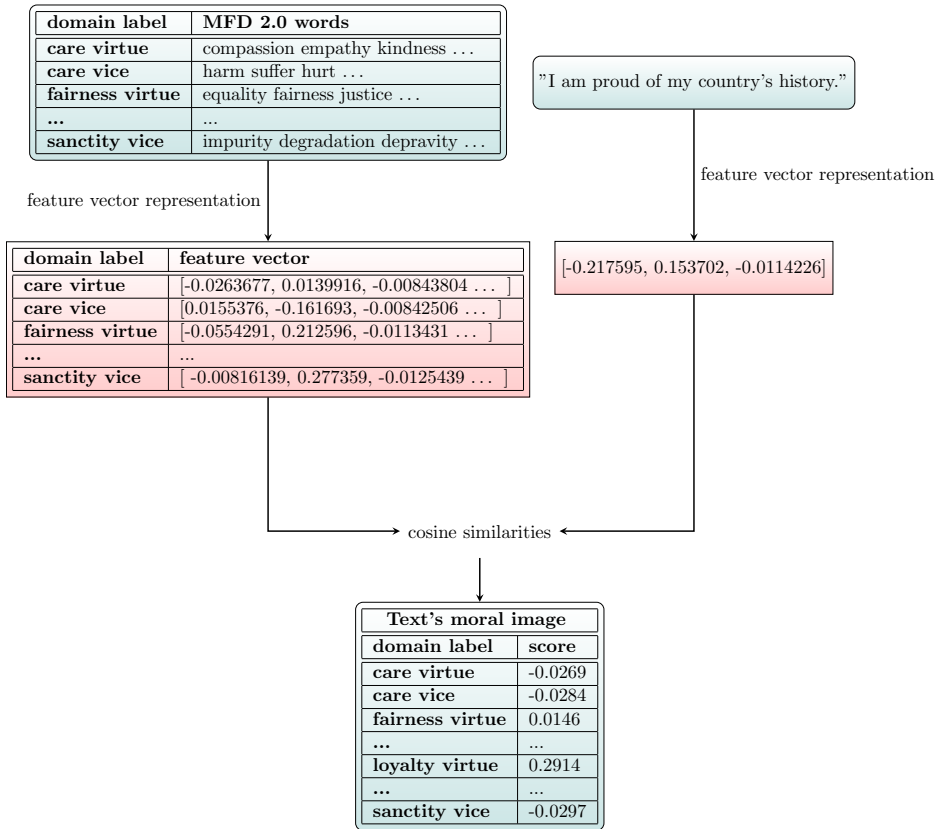 domain label MFD 2.0 words
care virtue compassion empathy kindness . . .
care vice harm suffer hurt . . .
fairness virtue equality fairness justice . . .
... ...
sanctity vice impurity degradation depravity . . .
"I am proud of my country's history."
feature vector representation
feature vector representation
domain label feature vector
care virtue [-0.0263677, 0.0139916, -0.00843804 . . . ]
care vice [0.0155376, -0.161693, -0.00842506 . . . ]
fairness virtue [-0.0554291, 0.212596, -0.0113431 . . . ]
... ...
sanctity vice [ -0.00816139, 0.277359, -0.0125439 . . . ]
[-0.217595, 0.153702, -0.0114226]
cosine similarities
Text's moral image
domain label score
care virtue -0.0269
care vice -0.0284
fairness virtue 0.0146
... ...
loyalty virtue 0.2914
... ...
sanctity vice -0.0297